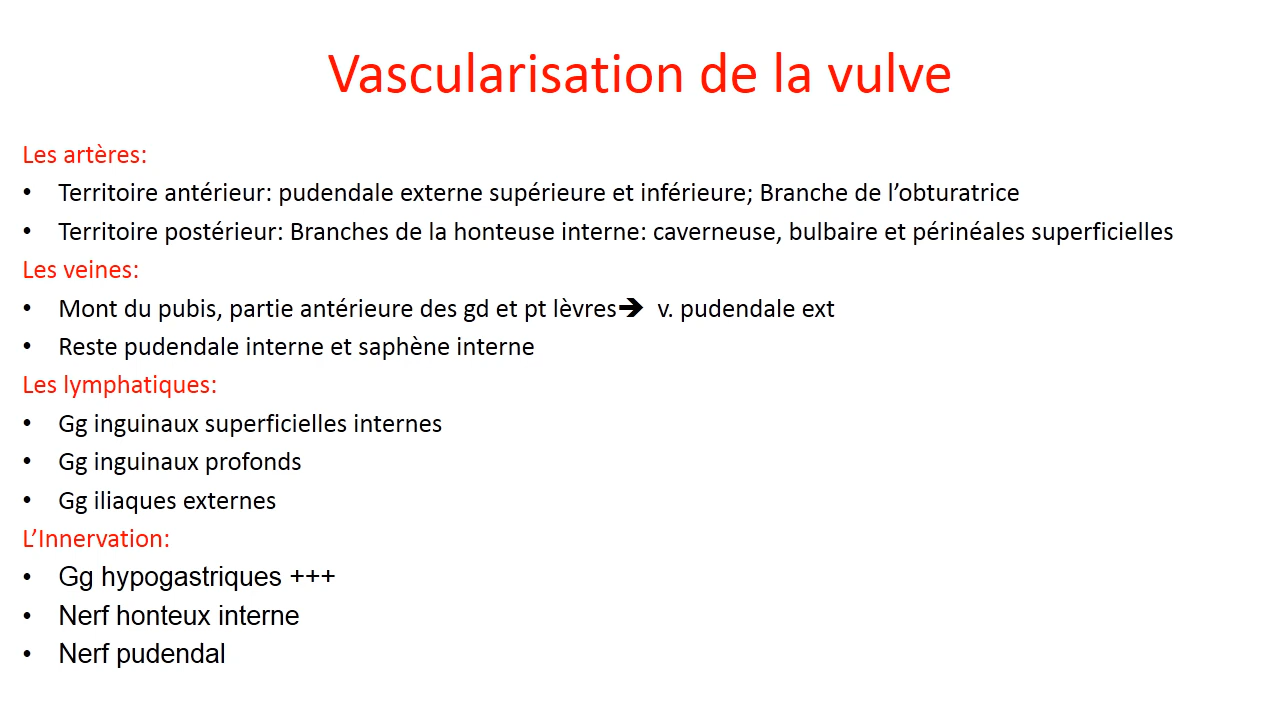 Vascularisation de la vulve
Les artères:
• Territoire antérieur: pudendale externe supérieure et inférieure; Branche de l’obturatrice
• Territoire postérieur: Branches de la honteuse interne: caverneuse, bulbaire et périnéales superficielles
Les veines:
• Mont du pubis, partie antérieure des gd et pt lèvres➔ v. pudendale ext
• Reste pudendale interne et saphène interne
Les lymphatiques:
• Gg inguinaux superficielles internes
• Gg inguinaux profonds
• Gg iliaques externes
L’Innervation:
• Gg hypogastriques +++
• Nerf honteux interne
• Nerf pudendal